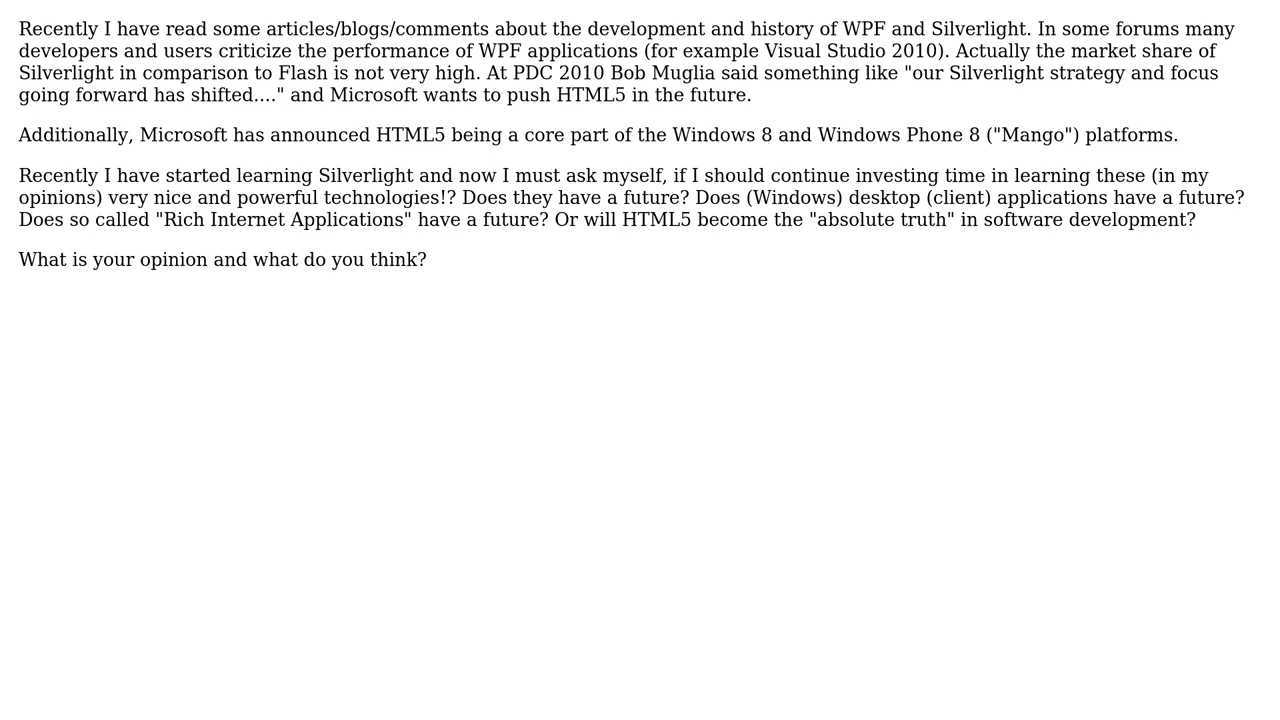 Recently I have read some articles/blogs/comments about the development and history of WPF and Silverlight. In some forums many
developers and users criticize the performance of WPF applications (for example Visual Studio 2010). Actually the market share of
Silverlight in comparison to Flash is not very high. At PDC 2010 Bob Muglia said something like "our Silverlight strategy and focus
going forward has shifted...." and Microsoft wants to push HTML5 in the future.
Additionally, Microsoft has announced HTML5 being a core part of the Windows 8 and Windows Phone 8 ("Mango") platforms.
Recently I have started learning Silverlight and now I must ask myself, if I should continue investing time in learning these (in my
opinions) very nice and powerful technologies!? Does they have a future? Does (Windows) desktop (client) applications have a future?
Does so called "Rich Internet Applications" have a future? Or will HTML5 become the "absolute truth" in software development?
What is your opinion and what do you think?